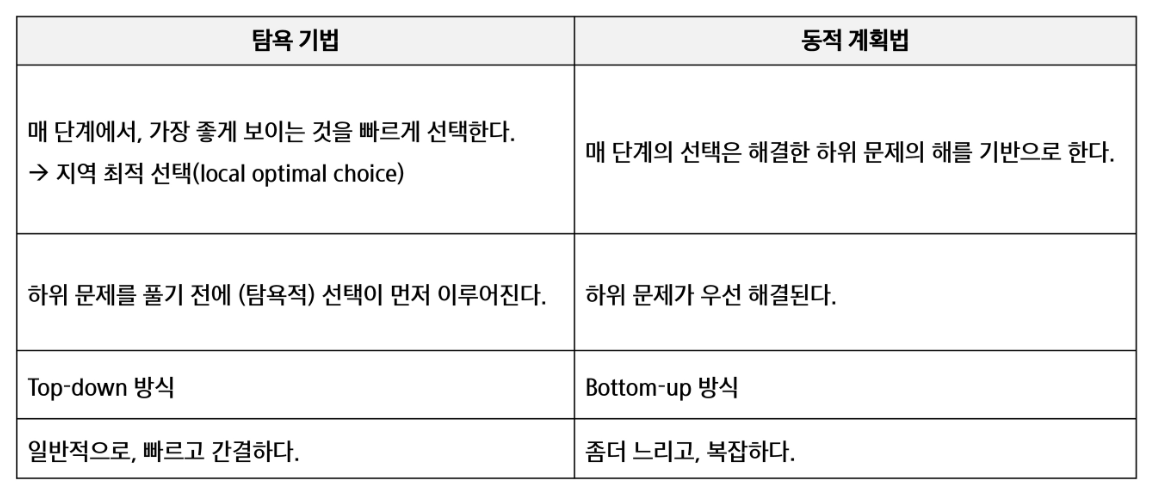 탐욕 기법
동적 계획법
매 단계에서, 가장 좋게 보이는 것을 빠르게 선택한다.
→ 지역 최적 선택(local optimal choice)
매 단계의 선택은 해결한 하위 문제의 해를 기반으로 한다.
하위 문제를 풀기 전에 (탐욕적) 선택이 먼저 이루어진다.
하위 문제가 우선 해결된다.
Top-down 방식
Bottom-up 방식
일반적으로, 빠르고 간결하다.
좀더 느리고, 복잡하다.